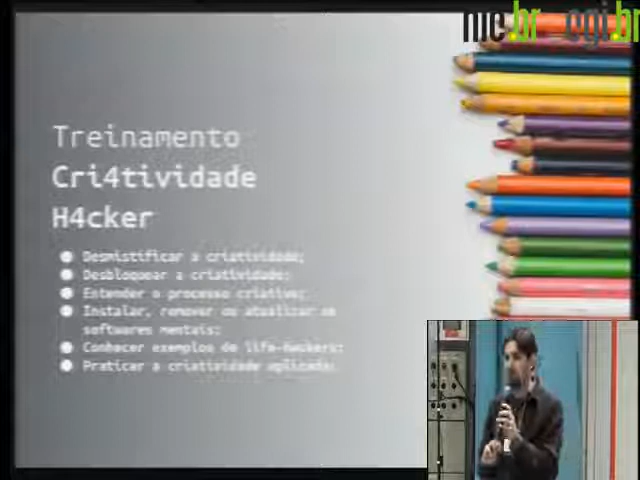 nic.br cgi.br
Treinamento
Cri4tividade
H4cker
Desmistificar a criatividade;
Desbloquear a criatividade;
Entender o processo criativo;
Instalar, remover ou atualizar os
softwares mentais;
Conhecer exemplos de life-hackers;
Praticar a criatividade aplicada.